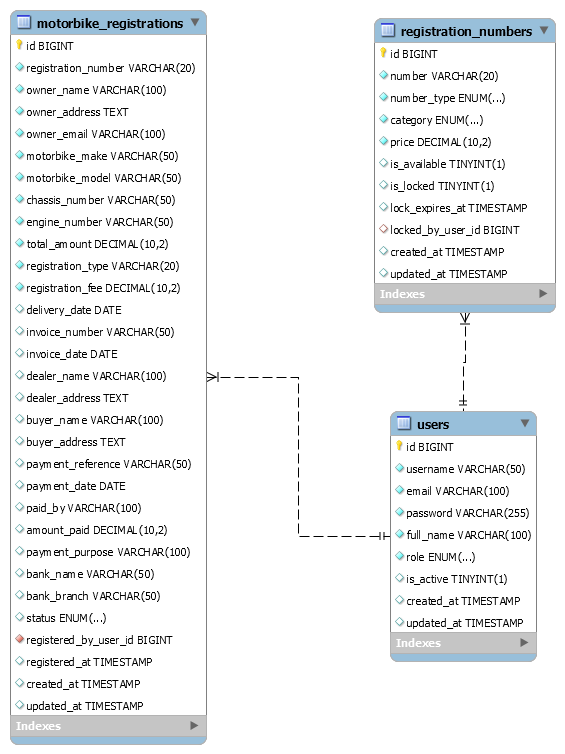 motorbike_registrations
id BIGINT
registration_number VARCHAR(20)
owner_name VARCHAR(100)
owner_address TEXT
owner_email VARCHAR(100)
motorbike_make VARCHAR(50)
motorbike_model VARCHAR(50)
chassis_number VARCHAR(50)
engine_number VARCHAR(50)
total_amount DECIMAL(10,2)
registration_type VARCHAR(20)
registration_fee DECIMAL(10,2)
delivery_date DATE
invoice_number VARCHAR(50)
invoice_date DATE
dealer_name VARCHAR(100)
dealer_address TEXT
buyer_name VARCHAR(100)
buyer_address TEXT
payment_reference VARCHAR(50)
payment_date DATE
paid_by VARCHAR(100)
amount_paid DECIMAL(10,2)
payment_purpose VARCHAR(100)
bank_name VARCHAR(50)
bank_branch VARCHAR(50)
status ENUM(...)
registered_by_user_id BIGINT
registered_at TIMESTAMP
created_at TIMESTAMP
updated_at TIMESTAMP
Indexes
registration_numbers
id BIGINT
number VARCHAR(20)
number_type ENUM(...)
category ENUM(...)
price DECIMAL(10,2)
is_available TINYINT(1)
is_locked TINYINT(1)
lock_expires_at TIMESTAMP
locked_by_user_id BIGINT
created_at TIMESTAMP
updated_at TIMESTAMP
Indexes
users
id BIGINT
username VARCHAR(50)
email VARCHAR(100)
password VARCHAR(255)
full_name VARCHAR(100)
role ENUM(...)
is_active TINYINT(1)
created_at TIMESTAMP
updated_at TIMESTAMP
Indexes